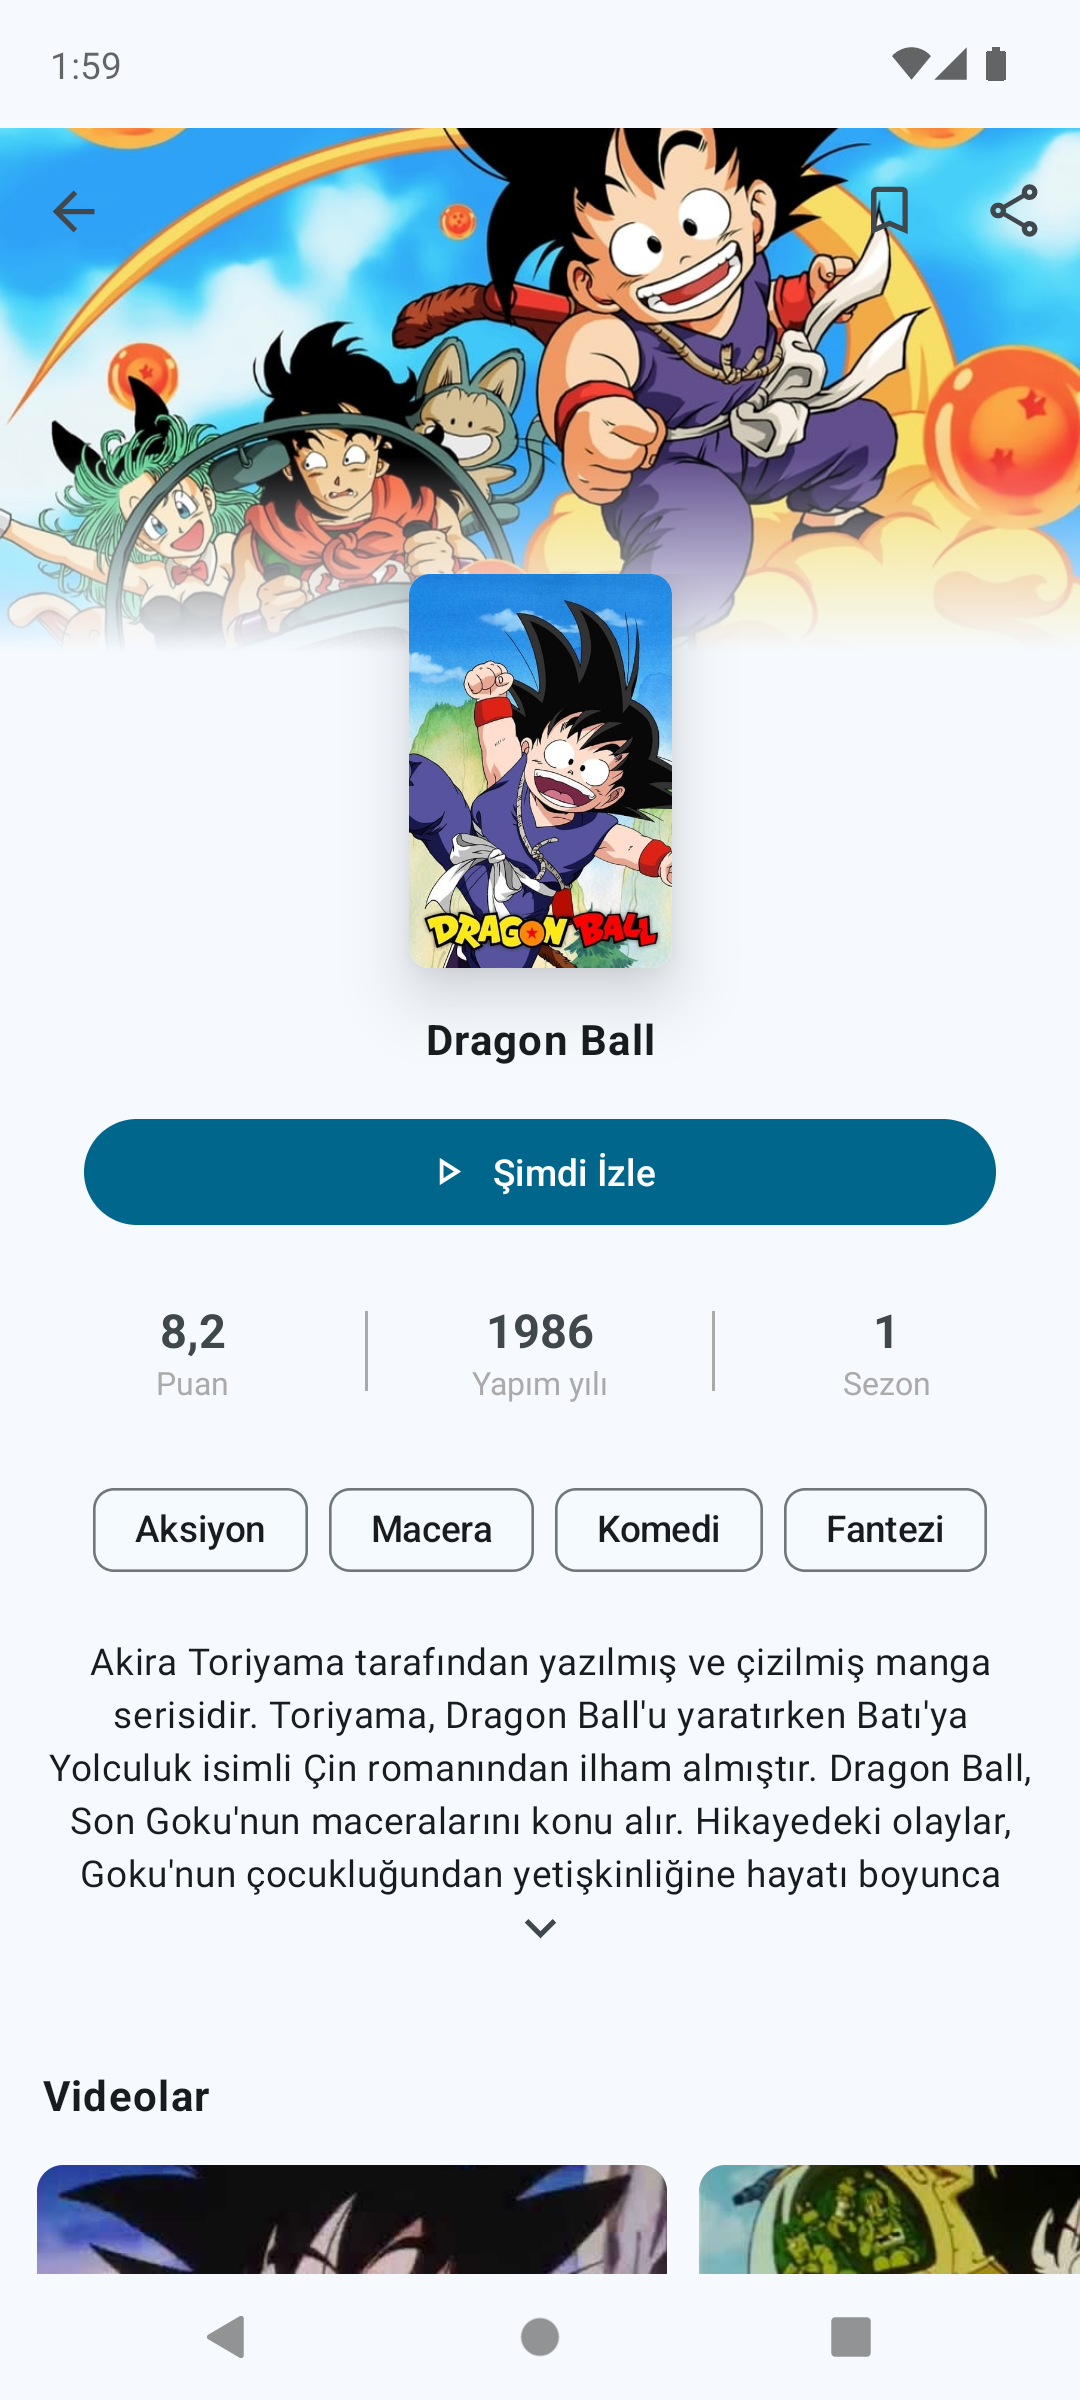 1:59
DRAGON BALL
Dragon Ball
Şimdi İzle
8,2
Puan
1986
Yapım yılı
1
Sezon
Aksiyon
Macera
Komedi
Fantezi
Akira Toriyama tarafından yazılmış ve çizilmiş manga
serisidir. Toriyama, Dragon Ball'u yaratırken Batı'ya
Yolculuk isimli Çin romanından ilham almıştır. Dragon Ball,
Son Goku'nun maceralarını konu alır. Hikayedeki olaylar,
Goku'nun çocukluğundan yetişkinliğine hayatı boyunca
Videolar